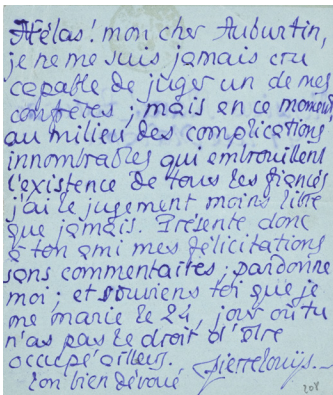 Hélas! mon cher Auburtin,
je ne me suis jamais cru
capable de juger un de mes
confrères ; mais en ce moment
au milieu des complications
innombrables qui embrouillent
l'existence de tous les fiancés
j'ai le jugement moins libre
que jamais. Présente donc
à ton ami mes félicitations
sans commentaires ; pardonne
moi ; et souviens toi que je
me marie le 24, jour où tu
n'as pas le droit d'être
occupé ailleurs.
Ton bien dévoué Pierre Louÿs.
208